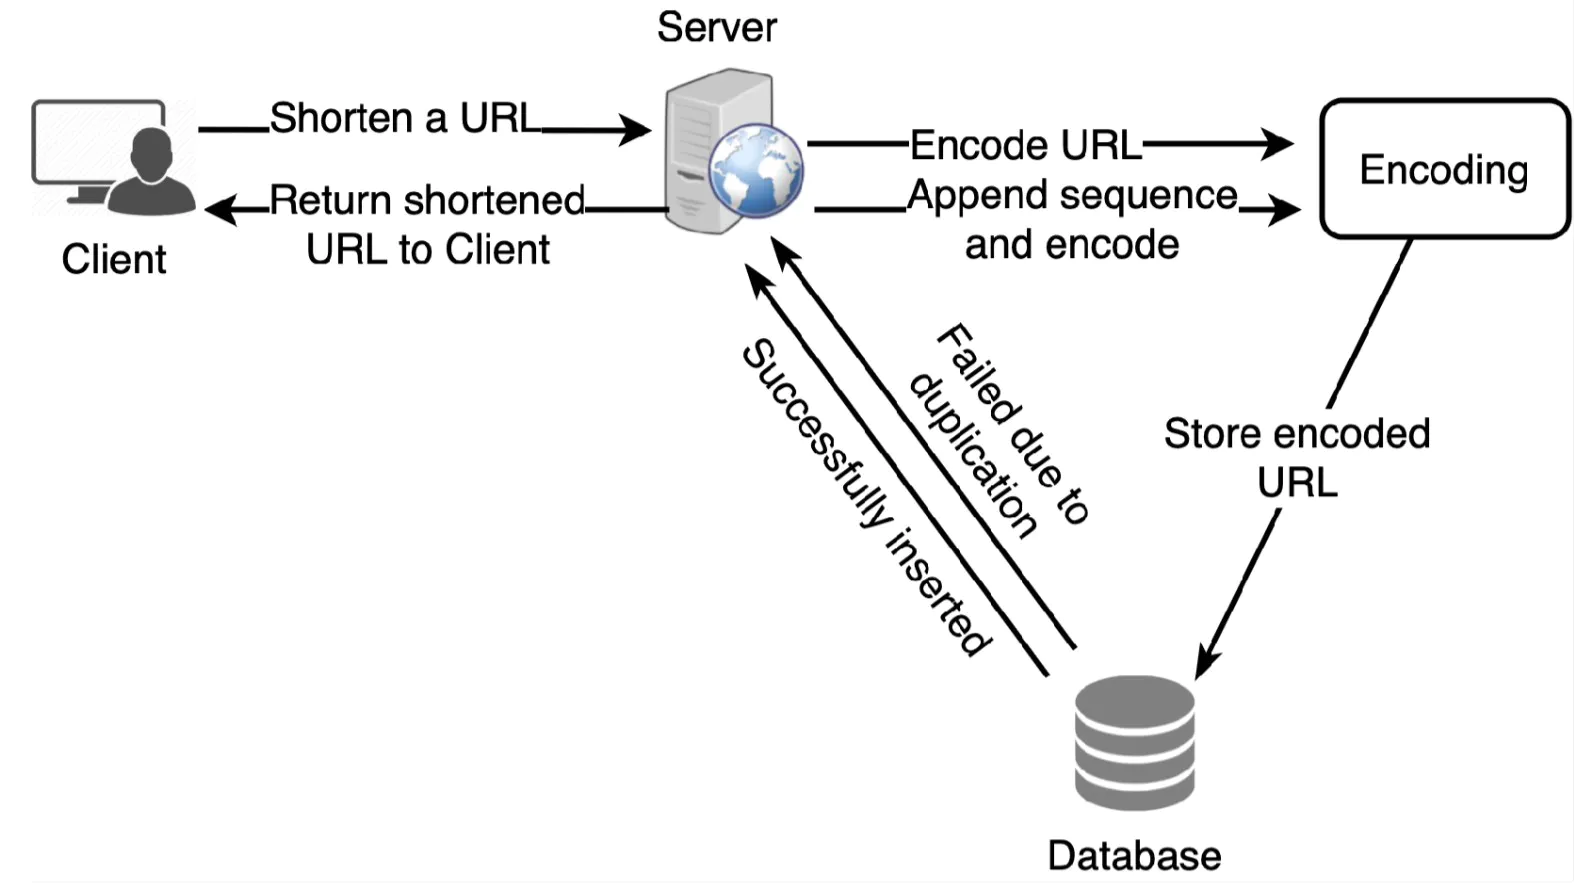 Server
Shorten a URL
Encode URL
Encoding
Return shortened
URL to Client
Append sequence
and encode
Client
Failed due to
duplication
Successfully inserted
Store encoded
URL
Database